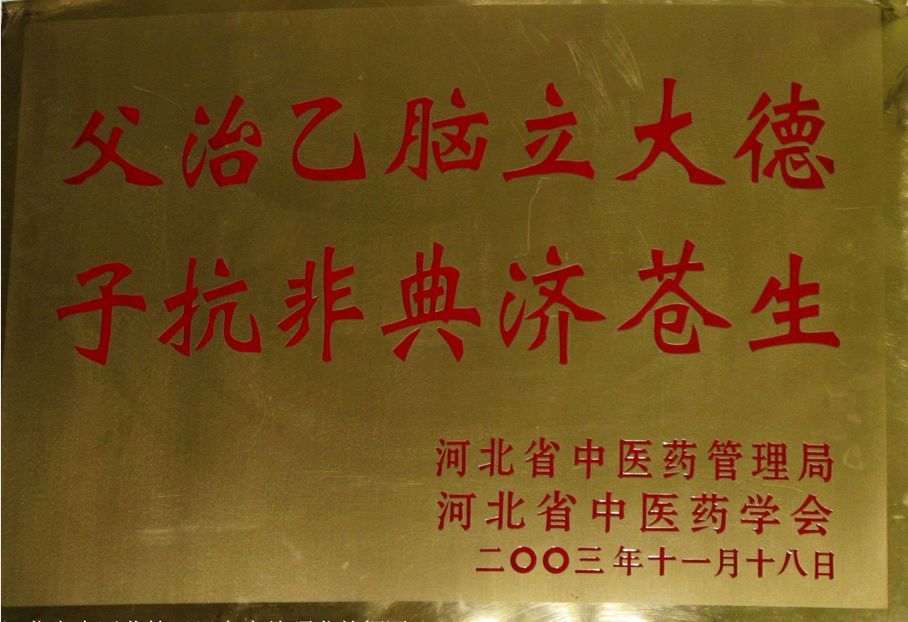 父治乙脑立大德
子抗非典济苍生
河北省中医药管理局
河北省中医药学会
二〇〇三年十一月十八日